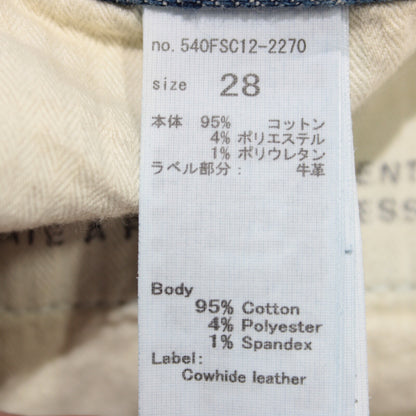 no. 540FSC12-2270
size 28
本体 95% コットン
4% ポリエステル
1% ポリウレタン
ラベル部分: 牛革
Body
95% Cotton
4% Polyester
1% Spandex
Label:
Cowhide leather